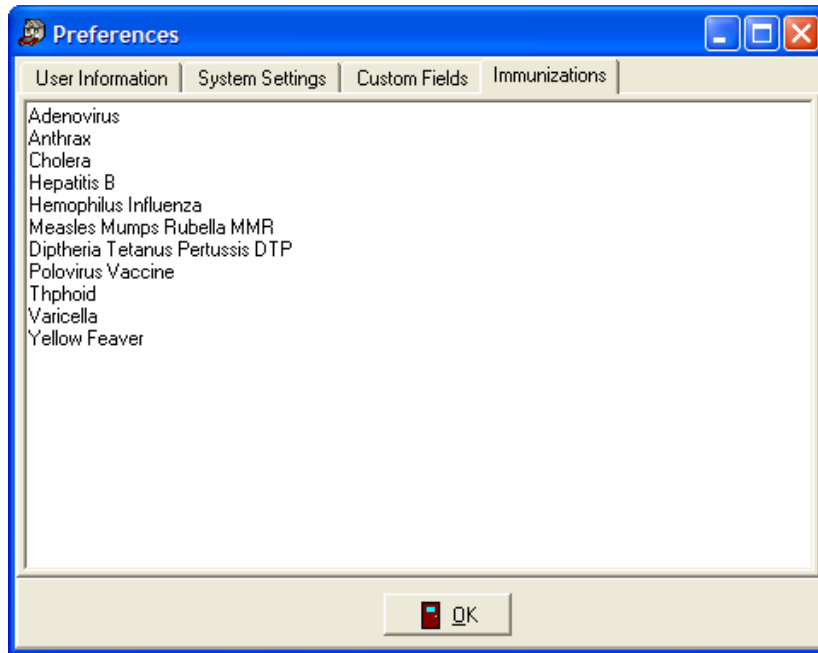 Preferences
User Information System Settings Custom Fields Immunizations
Adenovirus
Anthrax
Cholera
Hepatitis B
Hemophilus Influenza
Measles Mumps Rubella MMR
Diptheria Tetanus Pertussis DTP
Polovirus Vaccine
Thphoid
Varicella
Yellow Feaver
OK